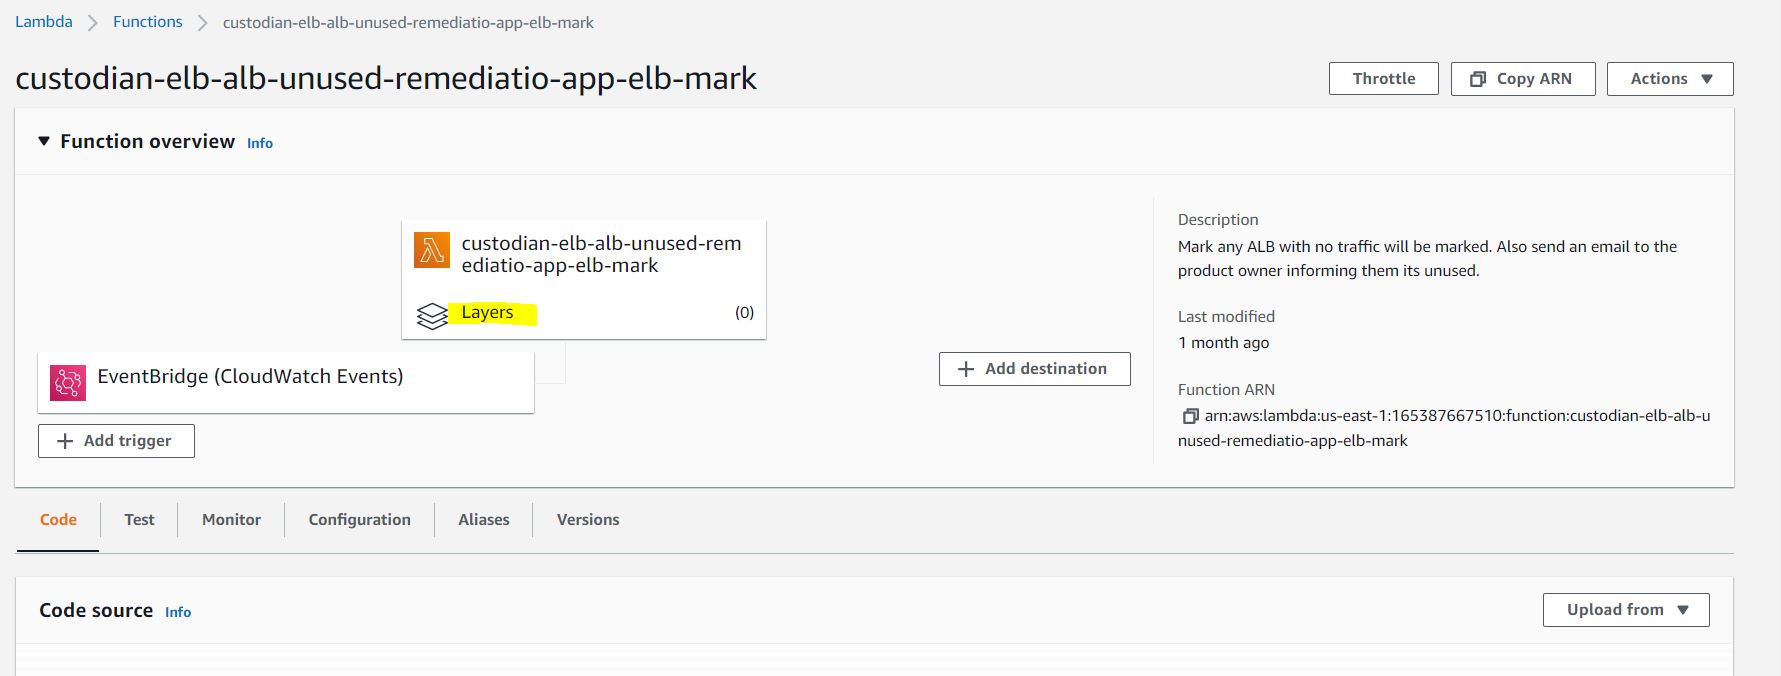 Lambda > Functions > custodian-elb-alb-unused-remediatio-app-elb-mark
custodian-elb-alb-unused-remediatio-app-elb-mark
Throttle
Copy ARN
Actions
Function overview Info
custodian-elb-alb-unused-rem
ediatio-app-elb-mark
Layers (0)
EventBridge (CloudWatch Events)
+ Add trigger
+ Add destination
Description
Mark any ALB with no traffic will be marked. Also send an email to the
product owner informing them its unused.
Last modified
1 month ago
Function ARN
arn:aws:lambda:us-east-1:165387667510:function:custodian-elb-alb-u
nused-remediatio-app-elb-mark
Code
Test
Monitor
Configuration
Aliases
Versions
Code source Info
Upload from